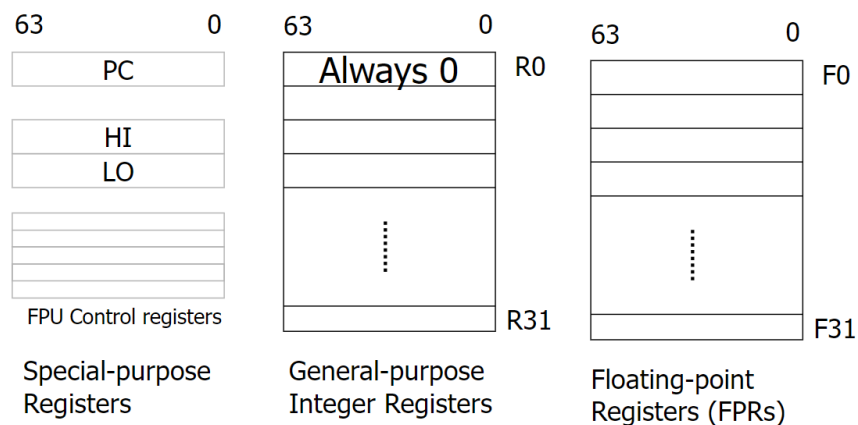 63 0
PC
HI
LO
FPU Control registers
Special-purpose
Registers
63 0
Always 0
R0
R31
General-purpose
Integer Registers
63 0
F0
F31
Floating-point
Registers (FPRs)